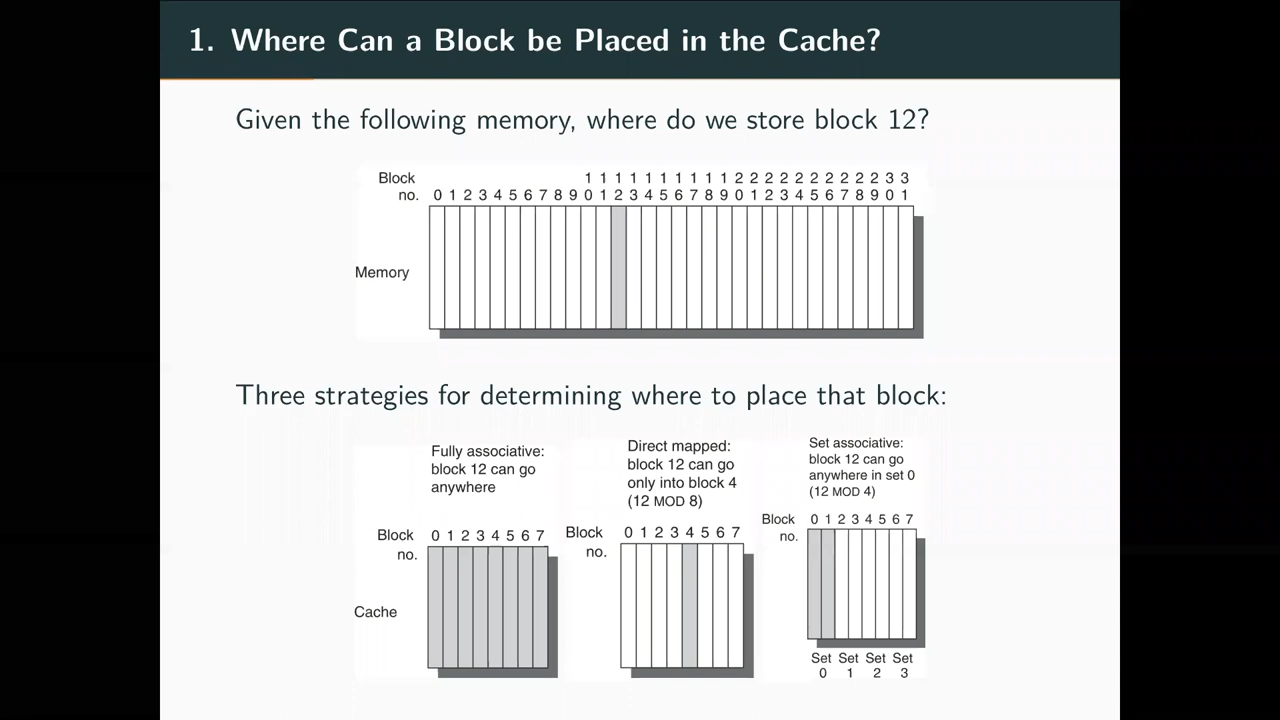 1. Where Can a Block be Placed in the Cache?
Given the following memory, where do we store block 12?
Block 1 1 1 1 1 1 1 1 1 1 2 2 2 2 2 2 2 2 2 2 3 3
no. 0 1 2 3 4 5 6 7 8 9 0 1 2 3 4 5 6 7 8 9 0 1 2 3 4 5 6 7 8 9 0 1
Memory
Three strategies for determining where to place that block:
Fully associative:
block 12 can go
anywhere
Block 0 1 2 3 4 5 6 7
no.
Cache
Direct mapped:
block 12 can go
only into block 4
(12 MOD 8)
Block 0 1 2 3 4 5 6 7
no.
Set associative:
block 12 can go
anywhere in set 0
(12 MOD 4)
Block 0 1 2 3 4 5 6 7
no.
Set Set Set Set
0 1 2 3